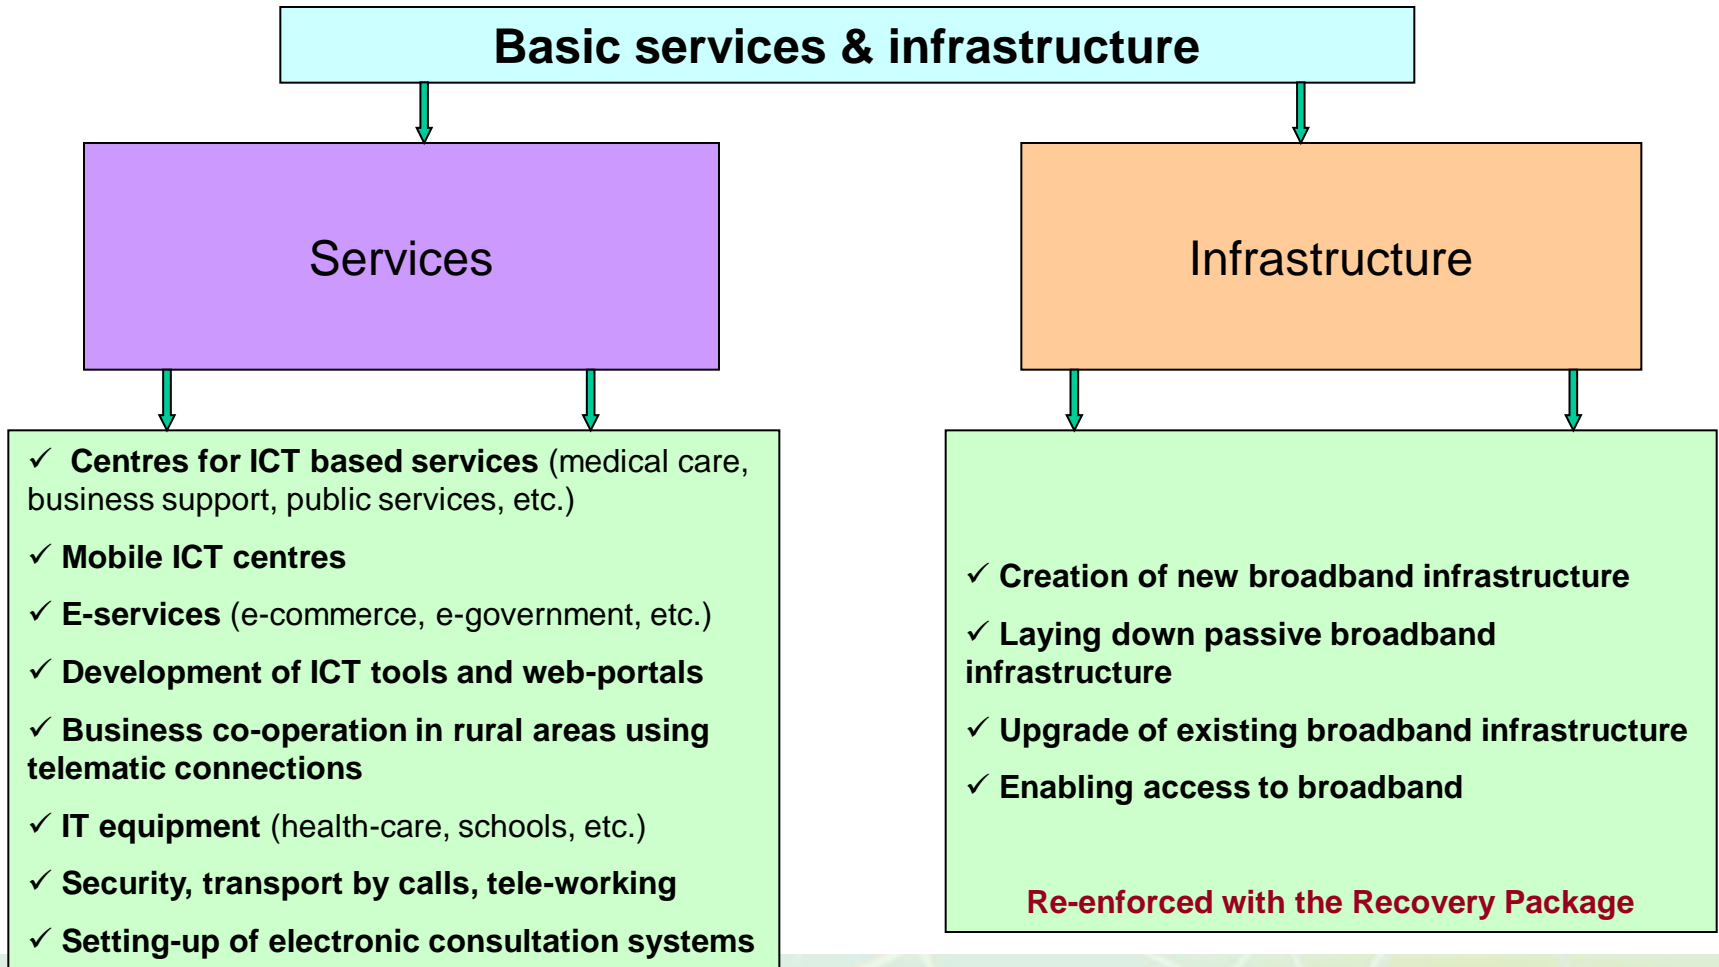 Basic services & infrastructure
Services
Infrastructure
✓ Centres for ICT based services (medical care,
business support, public services, etc.)
✓ Mobile ICT centres
✓ E-services (e-commerce, e-government, etc.)
✓ Development of ICT tools and web-portals
✓ Business co-operation in rural areas using
telematic connections
✓ IT equipment (health-care, schools, etc.)
✓ Security, transport by calls, tele-working
✓ Setting-up of electronic consultation systems
✓ Creation of new broadband infrastructure
✓ Laying down passive broadband
infrastructure
✓ Upgrade of existing broadband infrastructure
✓ Enabling access to broadband
Re-enforced with the Recovery Package